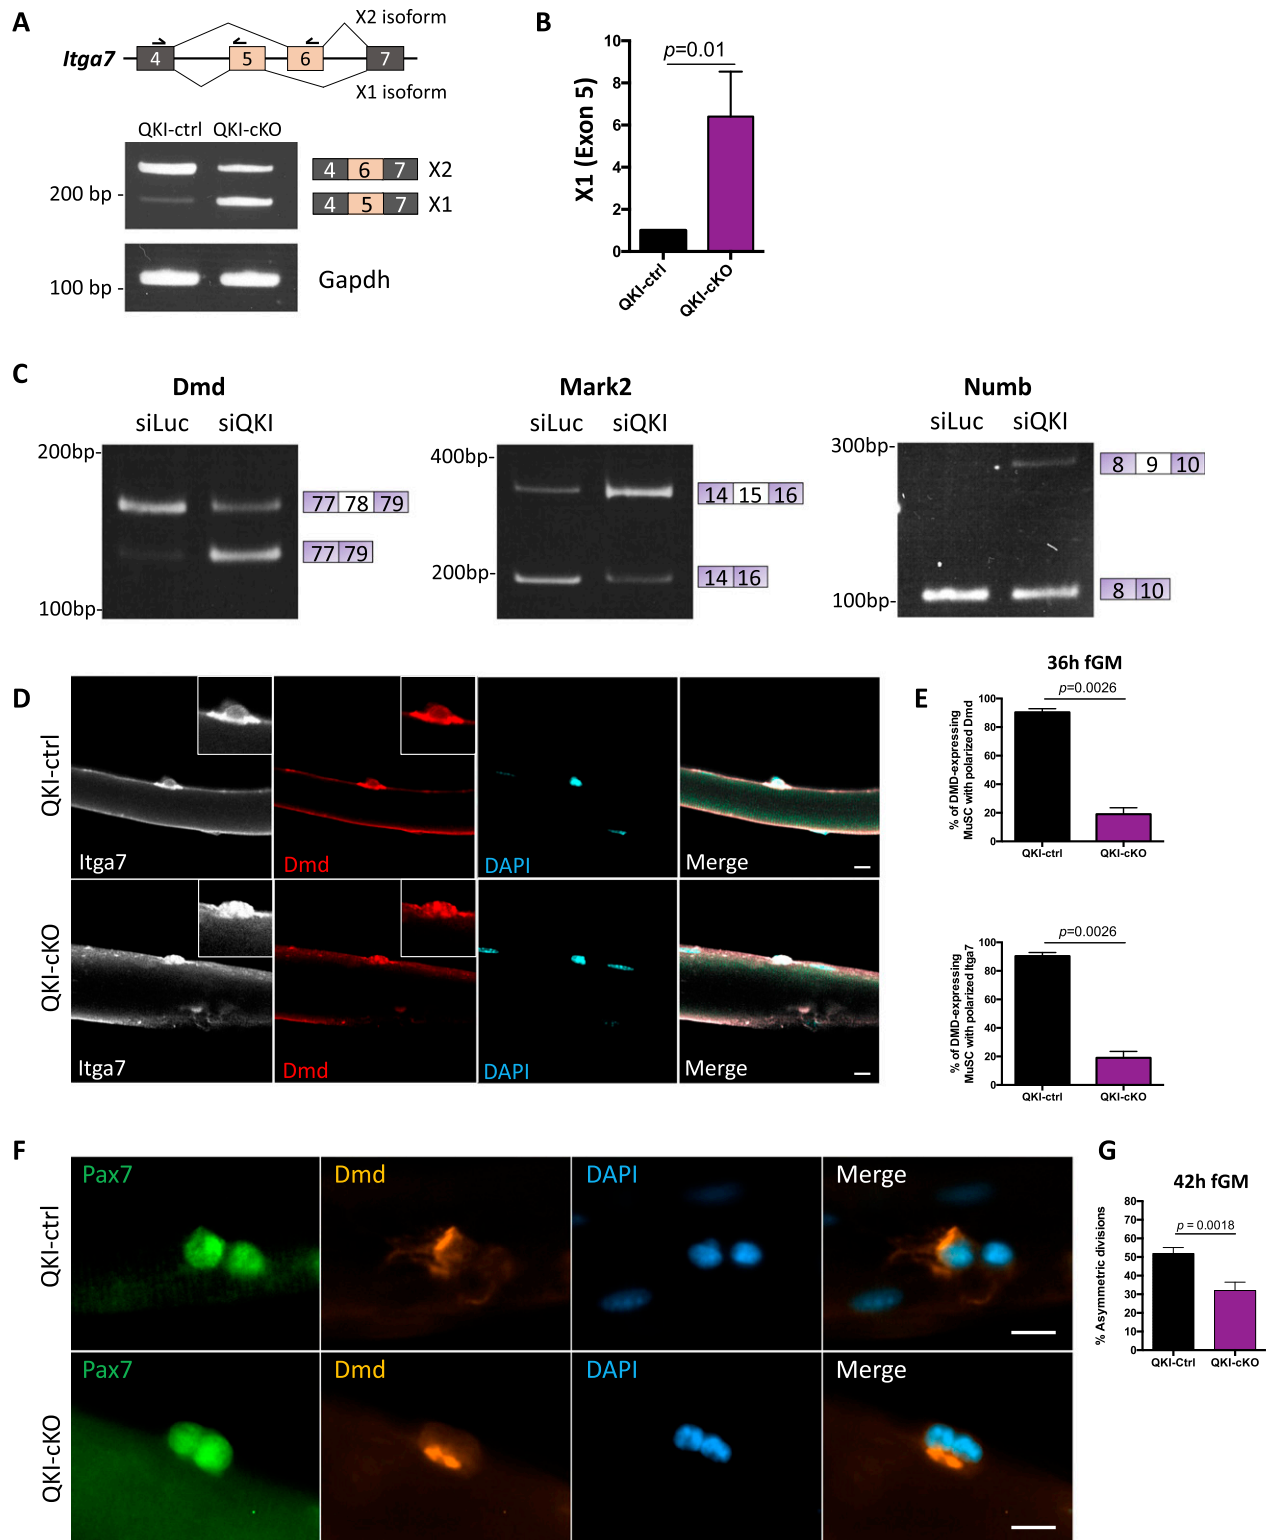 A
X2 isoform
Itga7
4
5
6
7
X1 isoform
QKI-ctrl QKI-cKO
200 bp -
4 6 7 X2
4 5 7 X1
100 bp -
Gapdh
B
X1 (Exon 5)
10
8
6
4
2
0
p=0.01
QKI-ctrl
QKI-cKO
C
Dmd
siLuc siQKI
200bp-
77 78 79
77 79
100bp-
Mark2
siLuc siQKI
400bp-
14 15 16
200bp-
14 16
Numb
siLuc siQKI
300bp-
8 9 10
100bp-
8 10
D
QKI-ctrl
Itga7
Dmd
DAPI
Merge
QKI-cKO
Itga7
Dmd
DAPI
Merge
E
36h fGM
p=0.0026
% of DMD-expressing
MuSC with polarized Dmd
100
80
60
40
20
0
QKI-ctrl QKI-cKO
p=0.0026
% of DMD-expressing
MuSC with polarized Itga7
100
80
60
40
20
0
QKI-ctrl QKI-cKO
F
QKI-ctrl
Pax7
Dmd
DAPI
Merge
QKI-cKO
Pax7
Dmd
DAPI
Merge
G
42h fGM
p = 0.0018
% Asymmetric divisions
80
70
60
50
40
30
20
10
0
QKI-Ctrl QKI-cKO